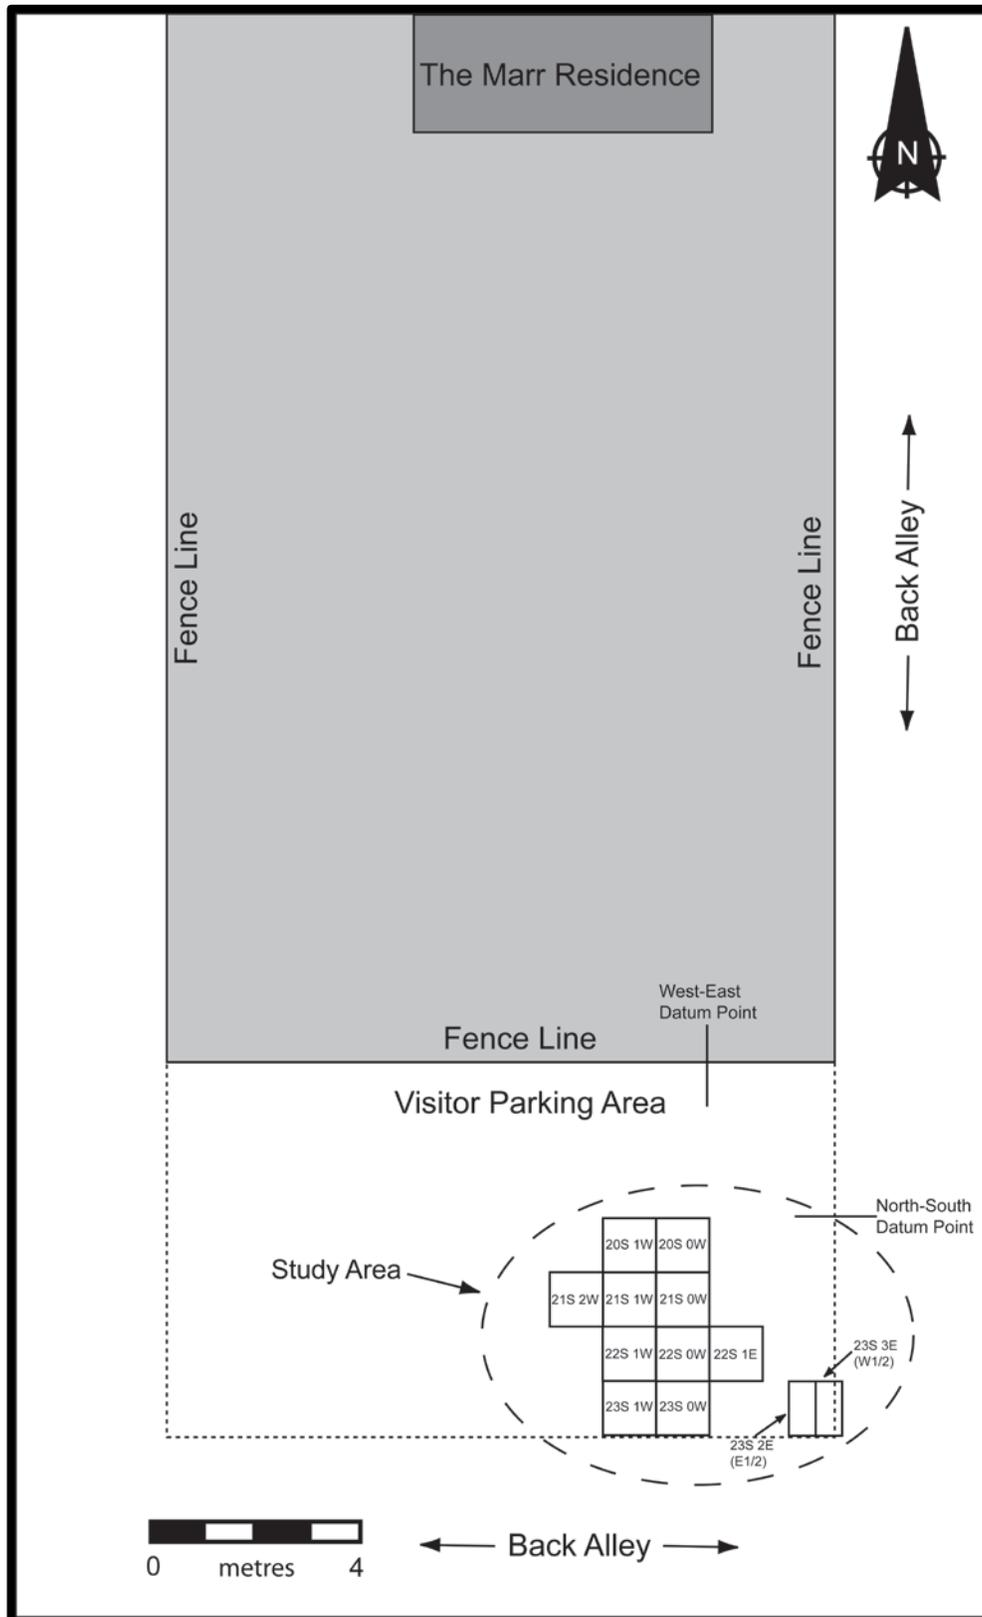 The Marr Residence
N
Fence Line
Fence Line
Back Alley
West-East
Datum Point
Fence Line
Visitor Parking Area
North-South
Datum Point
Study Area
20S 1W 20S 0W
21S 2W 21S 1W 21S 0W
22S 1W 22S 0W 22S 1E
23S 3E
(W1/2)
23S 1W 23S 0W
23S 2E
(E1/2)
0 metres 4
Back Alley